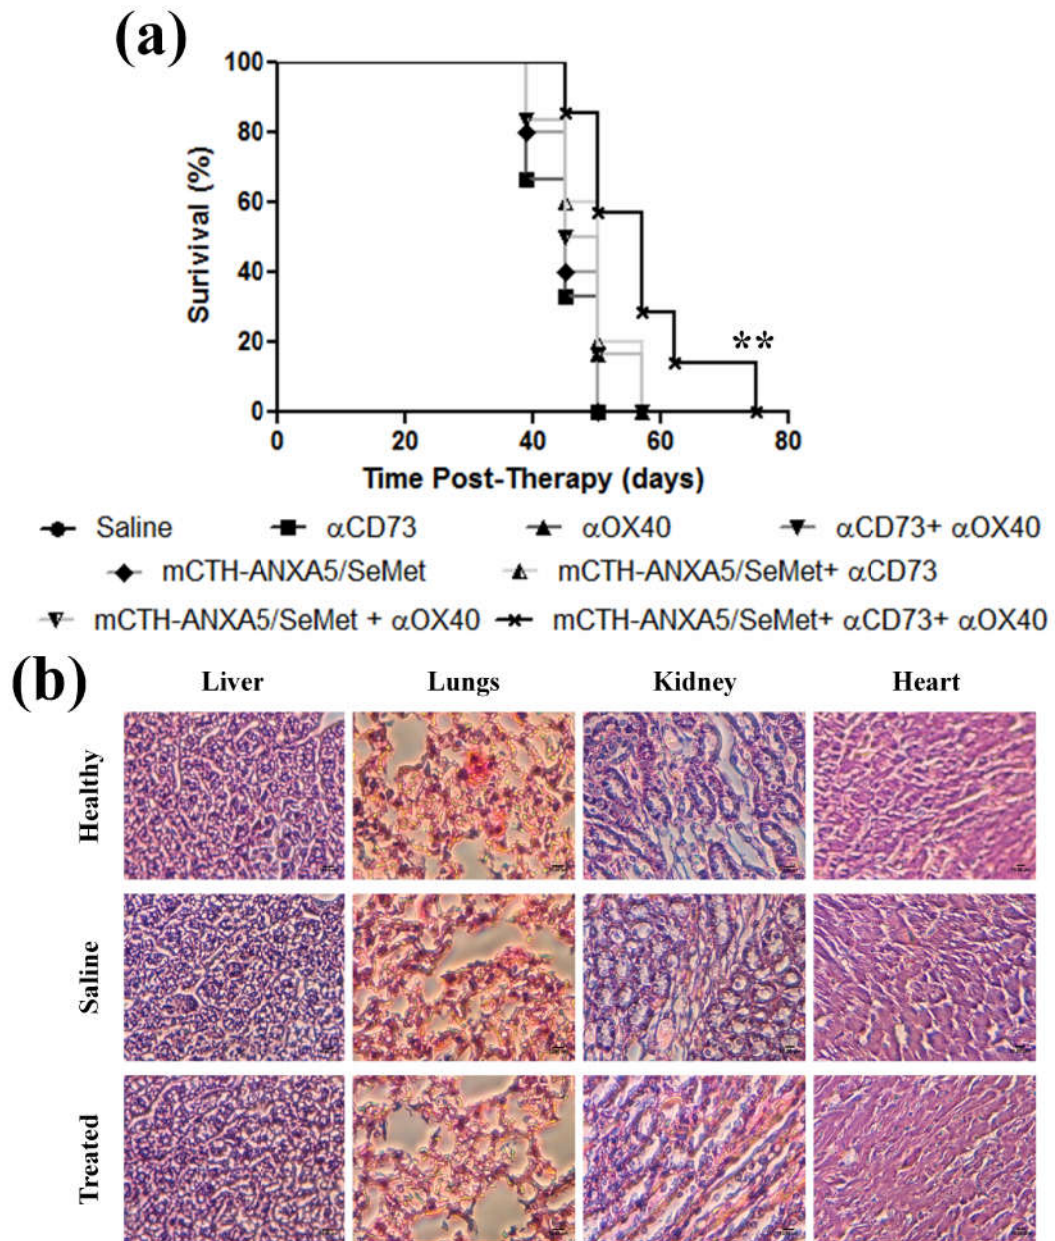 (a)
100
80
60
40
20
0
Surivival (%)
**
0 20 40 60 80
Time Post-Therapy (days)
Saline αCD73 αOX40 αCD73+ αOX40
mCTH-ANXA5/SeMet mCTH-ANXA5/SeMet+ αCD73
mCTH-ANXA5/SeMet + αOX40 mCTH-ANXA5/SeMet+ αCD73+ αOX40
(b)
Liver Lungs Kidney Heart
Healthy
Saline
Treated